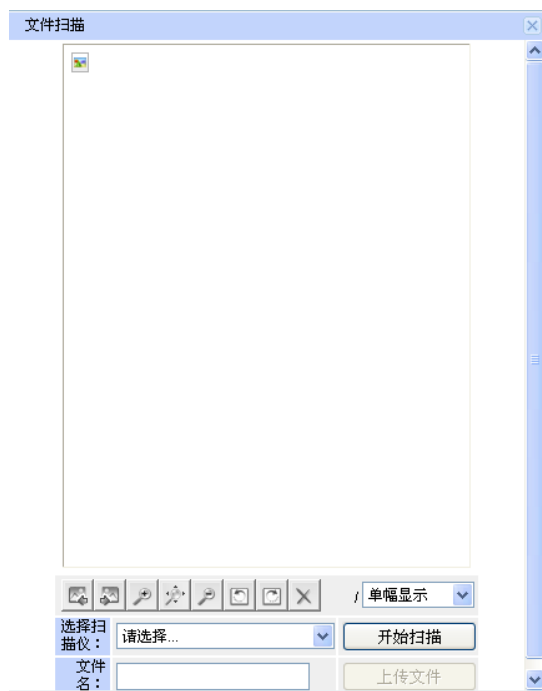 文件扫描
/ 单幅显示
选择扫
描仪：
请选择...
开始扫描
文件
名：
上传文件